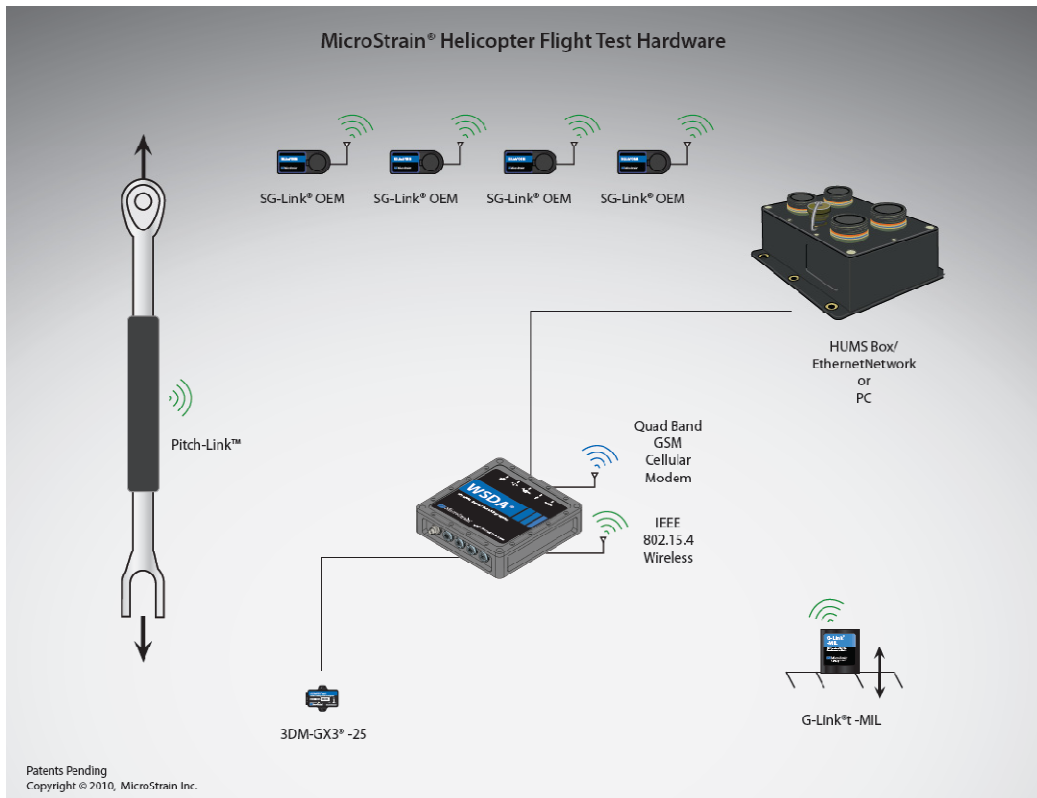 MicroStrain® Helicopter Flight Test Hardware
SG-Link® OEM
SG-Link® OEM
SG-Link® OEM
SG-Link® OEM
HUMS Box/
EthernetNetwork
or
PC
Pitch-Link™
Quad Band
GSM
Cellular
Modem
WSDA®
IEEE
802.15.4
Wireless
G-Link®
-MIL
3DM-GX3® -25
G-Link®t -MIL
Patents Pending
Copyright © 2010, MicroStrain Inc.